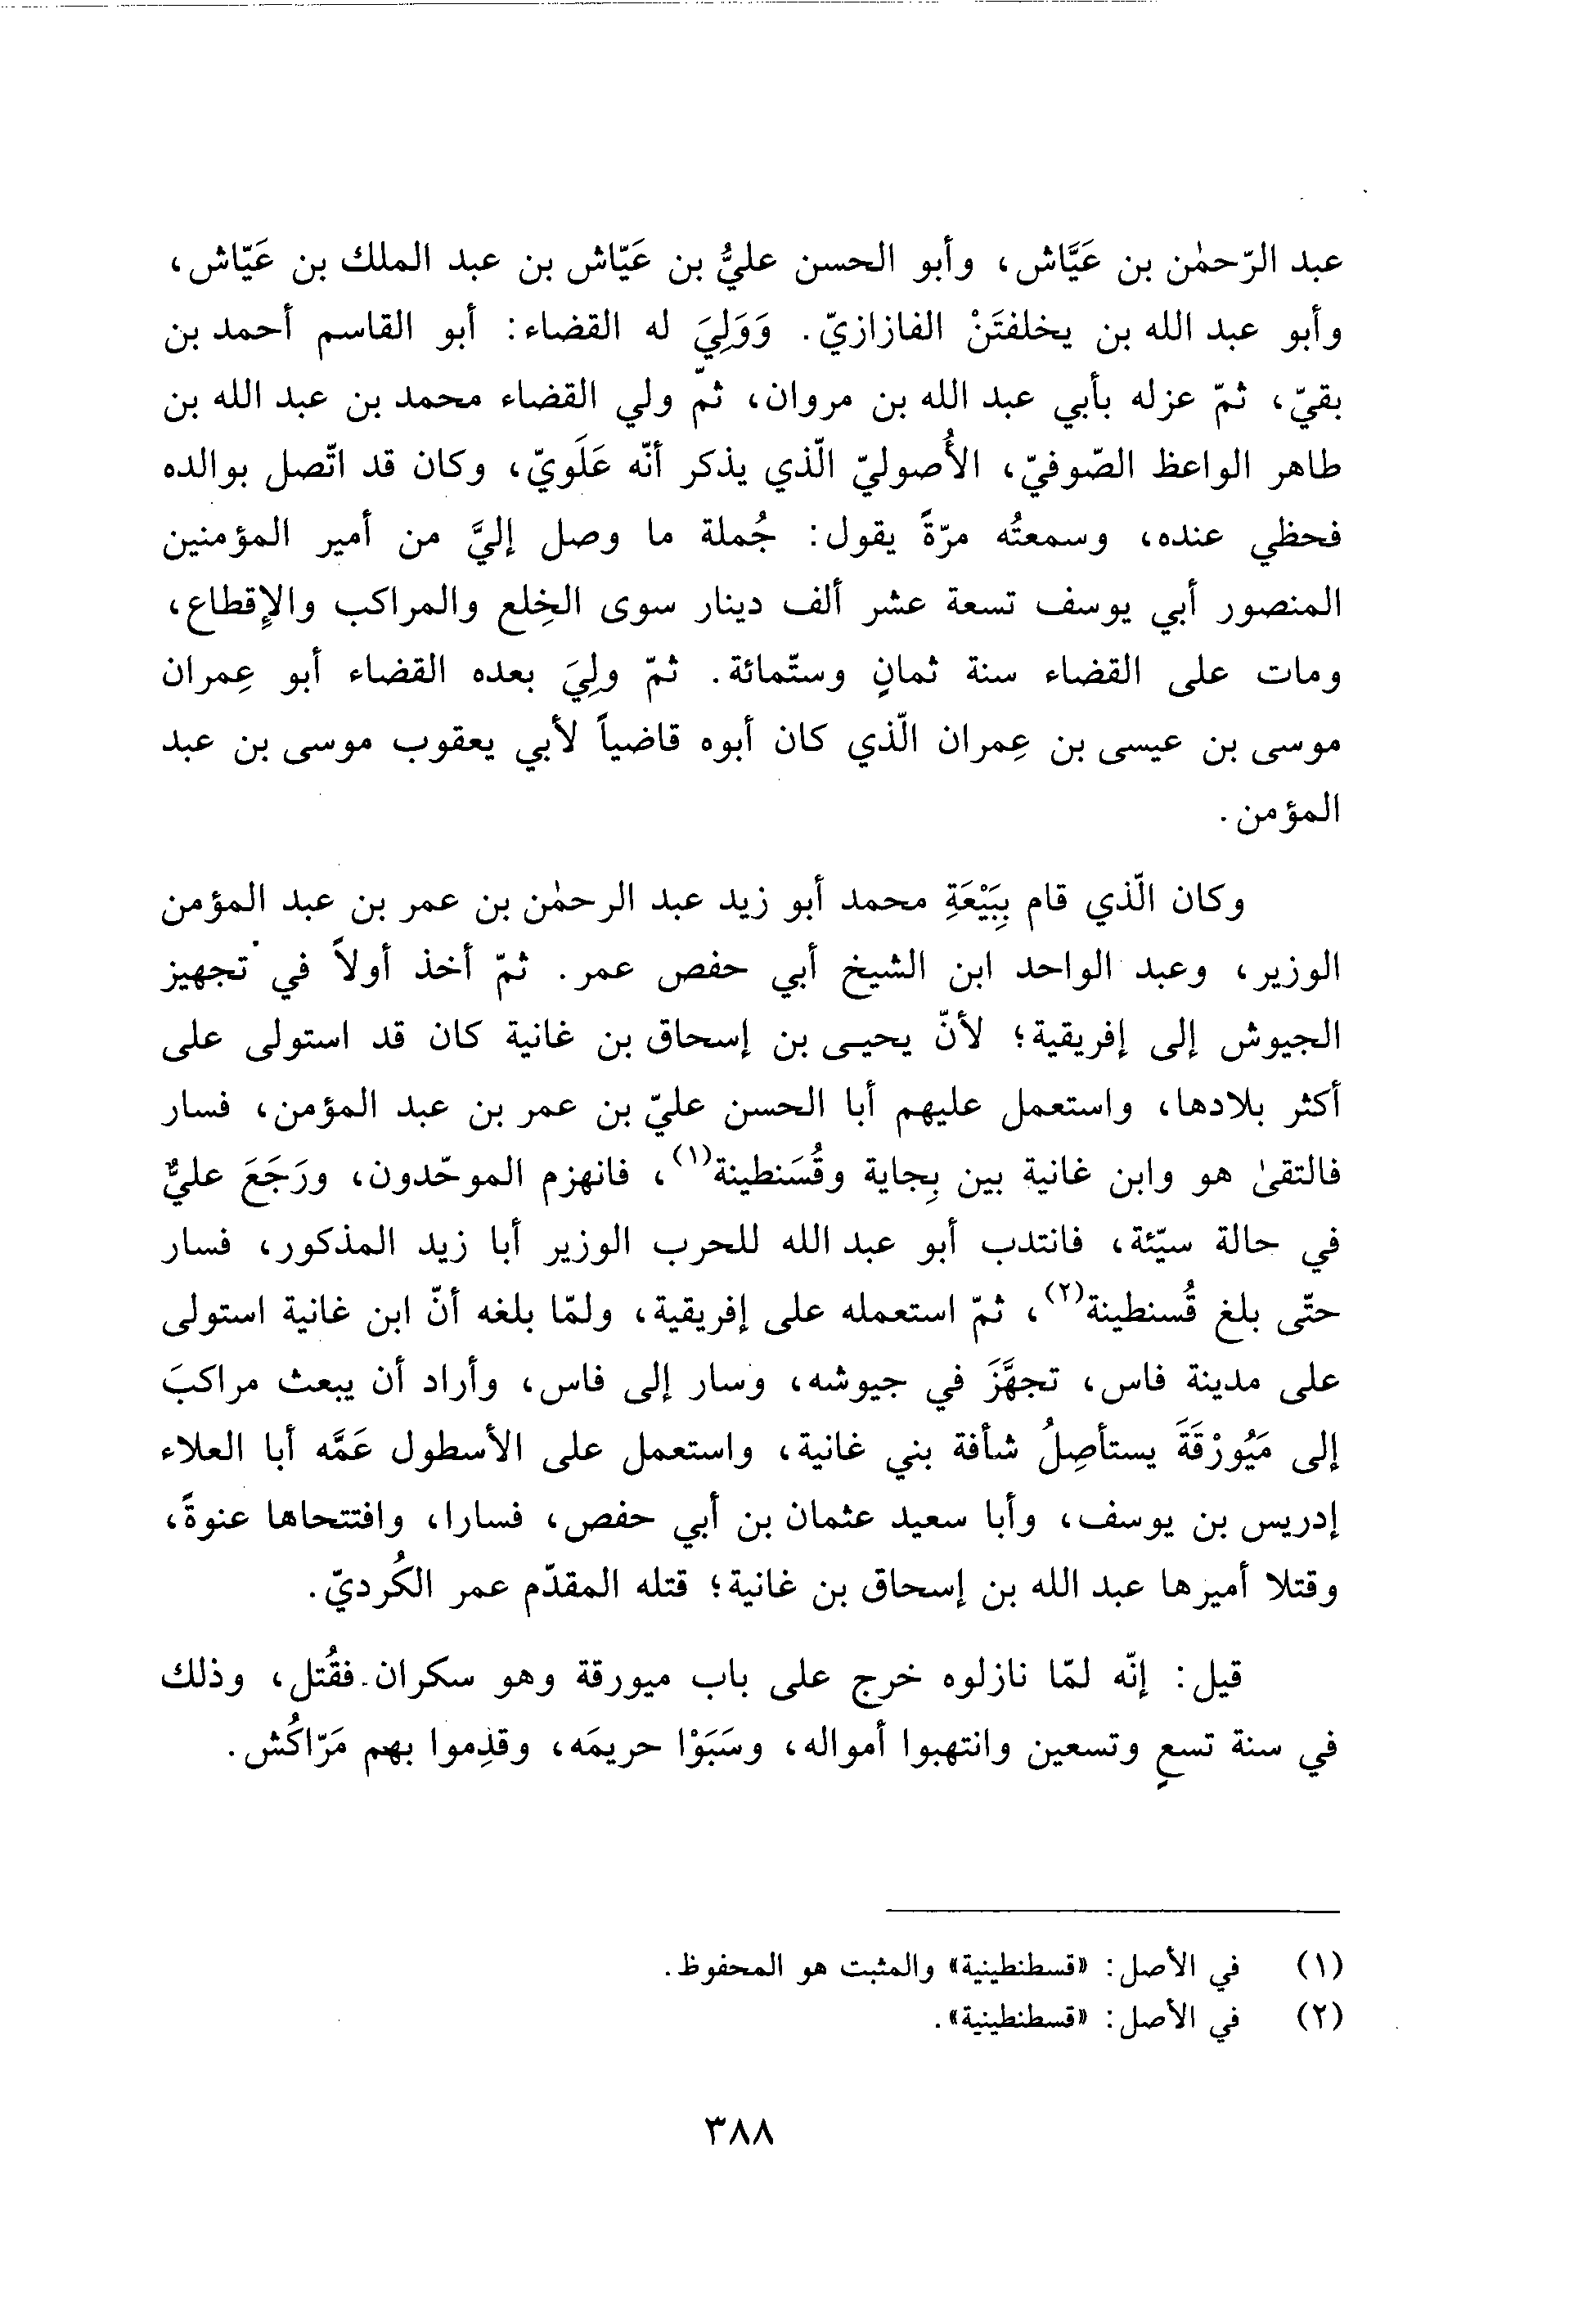 عبد الرّحمٰن بن عَيَّاش، وأبو الحسن عليُّ بن عَيّاش بن عبد الملك بن عَيّاش،
وأبو عبد الله بن يخلفتَنْ الفازازيّ. وَوَلِيَ له القضاء: أبو القاسم أحمد بن
بقيّ، ثمّ عزله بأبي عبد الله بن مروان، ثمّ ولي القضاء محمد بن عبد الله بن
طاهر الواعظ الصّوفيّ، الأُصوليّ الّذي يذكر أنّه عَلَويّ، وكان قد اتّصل بوالده
فحظي عنده، وسمعتُه مرّةً يقول: جُملة ما وصل إليَّ من أمير المؤمنين
المنصور أبي يوسف تسعة عشر ألف دينار سوى الخِلع والمراكب والإقطاع،
ومات على القضاء سنة ثمانٍ وستّمائة. ثمّ ولِيَ بعده القضاء أبو عِمران
موسى بن عيسى بن عِمران الّذي كان أبوه قاضياً لأبي يعقوب موسى بن عبد
المؤمن.
وكان الّذي قام بِبَيْعَةِ محمد أبو زيد عبد الرحمٰن بن عمر بن عبد المؤمن
الوزير، وعبد الواحد ابن الشيخ أبي حفص عمر. ثمّ أخذ أولاً في تجهيز
الجيوش إلى إفريقية؛ لأنّ يحيى بن إسحاق بن غانية كان قد استولى على
أكثر بلادها، واستعمل عليهم أبا الحسن عليّ بن عمر بن عبد المؤمن، فسار
فالتقىٰ هو وابن غانية بين بِجاية وقُسَنطينة(١)، فانهزم الموحّدون، ورَجَعَ عليٌّ
في حالة سيّئة، فانتدب أبو عبد الله للحرب الوزير أبا زيد المذكور، فسار
حتّى بلغ قُسنطينة(٢)، ثمّ استعمله على إفريقية، ولمّا بلغه أنّ ابن غانية استولى
على مدينة فاس، تجهَّزَ في جيوشه، وسار إلى فاس، وأراد أن يبعث مراكبَ
إلى مَيُورْقَةَ يستأصِلُ شأفة بني غانية، واستعمل على الأسطول عَمَّه أبا العلاء
إدريس بن يوسف، وأبا سعيد عثمان بن أبي حفص، فسارا، وافتتحاها عنوةً،
وقتلا أميرها عبد الله بن إسحاق بن غانية؛ قتله المقدّم عمر الكُرديّ.
قيل: إنّه لمّا نازلوه خرج على باب ميورقة وهو سكران. فقُتل، وذلك
في سنة تسعٍ وتسعين وانتهبوا أمواله، وسَبَوْا حريمَه، وقدِموا بهم مَرّاكُش.
(١) في الأصل: «قسطنطينية» والمثبت هو المحفوظ.
(٢) في الأصل: «قسطنطينية».
٣٨٨